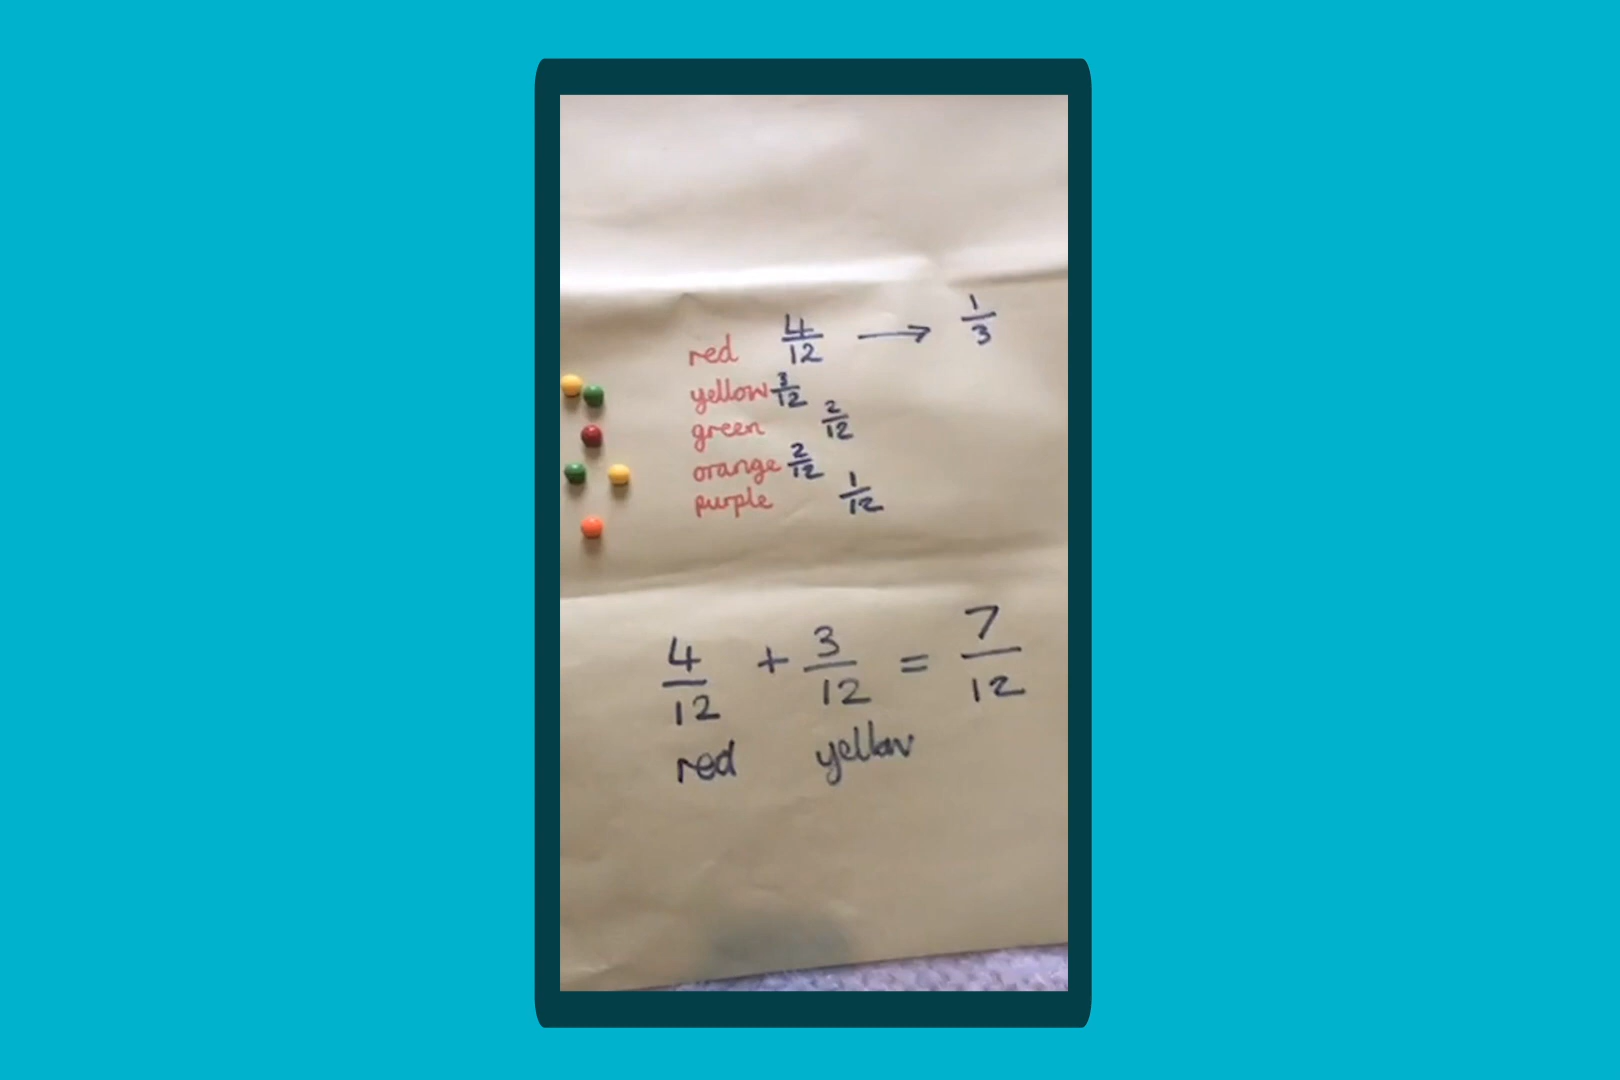 red 4/12 → 1/3
yellow 3/12
green 2/12
orange 2/12
purple 1/12
4/12 + 3/12 = 7/12
red yellow